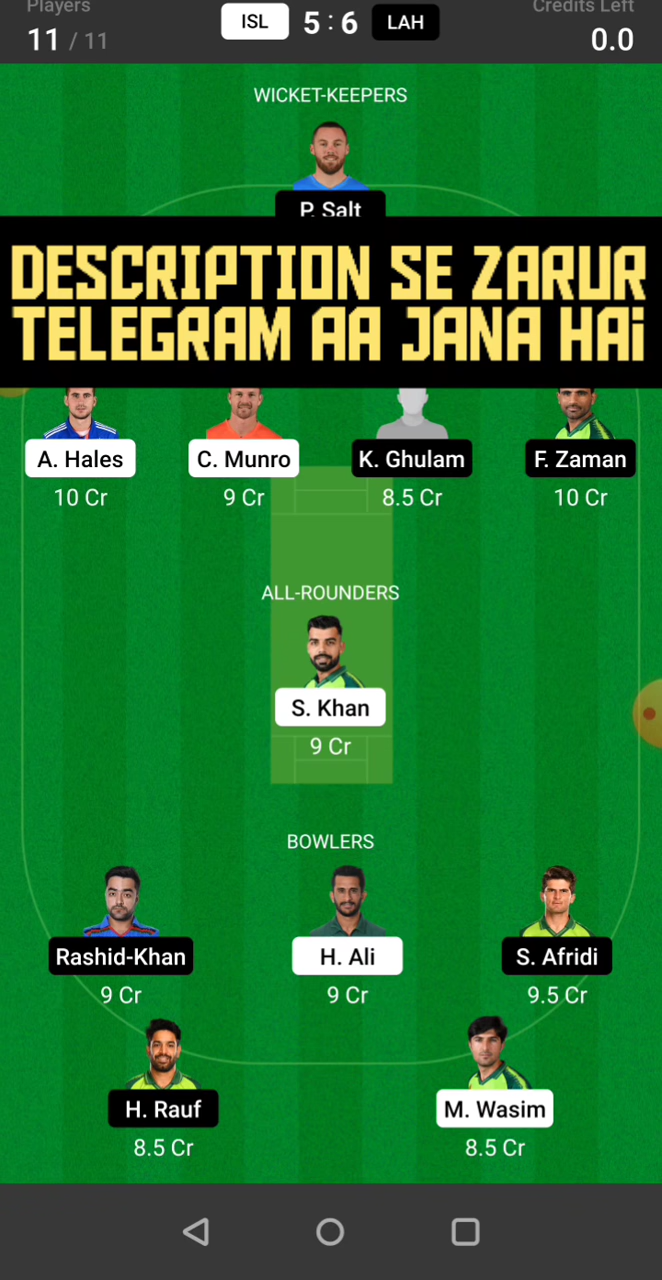 Players
Credits Left
11 / 11
ISL 5 : 6 LAH
0.0
WICKET-KEEPERS
P. Salt
DESCRIPTION SE ZARUR
TELEGRAM AA JANA HAi
A. Hales C. Munro K. Ghulam F. Zaman
10 Cr 9 Cr 8.5 Cr 10 Cr
ALL-ROUNDERS
S. Khan
9 Cr
BOWLERS
Rashid-Khan H. Ali S. Afridi
9 Cr 9 Cr 9.5 Cr
H. Rauf M. Wasim
8.5 Cr 8.5 Cr